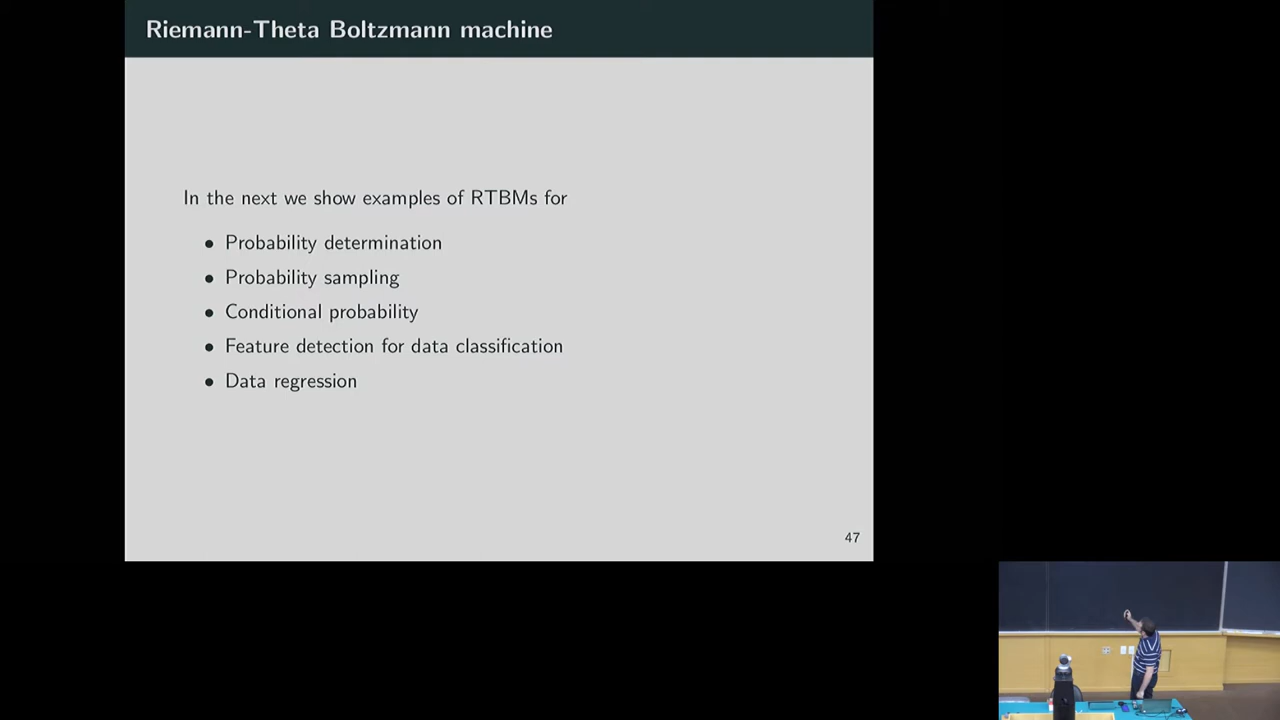 Riemann-Theta Boltzmann machine
In the next we show examples of RTBMs for
• Probability determination
• Probability sampling
• Conditional probability
• Feature detection for data classification
• Data regression
47